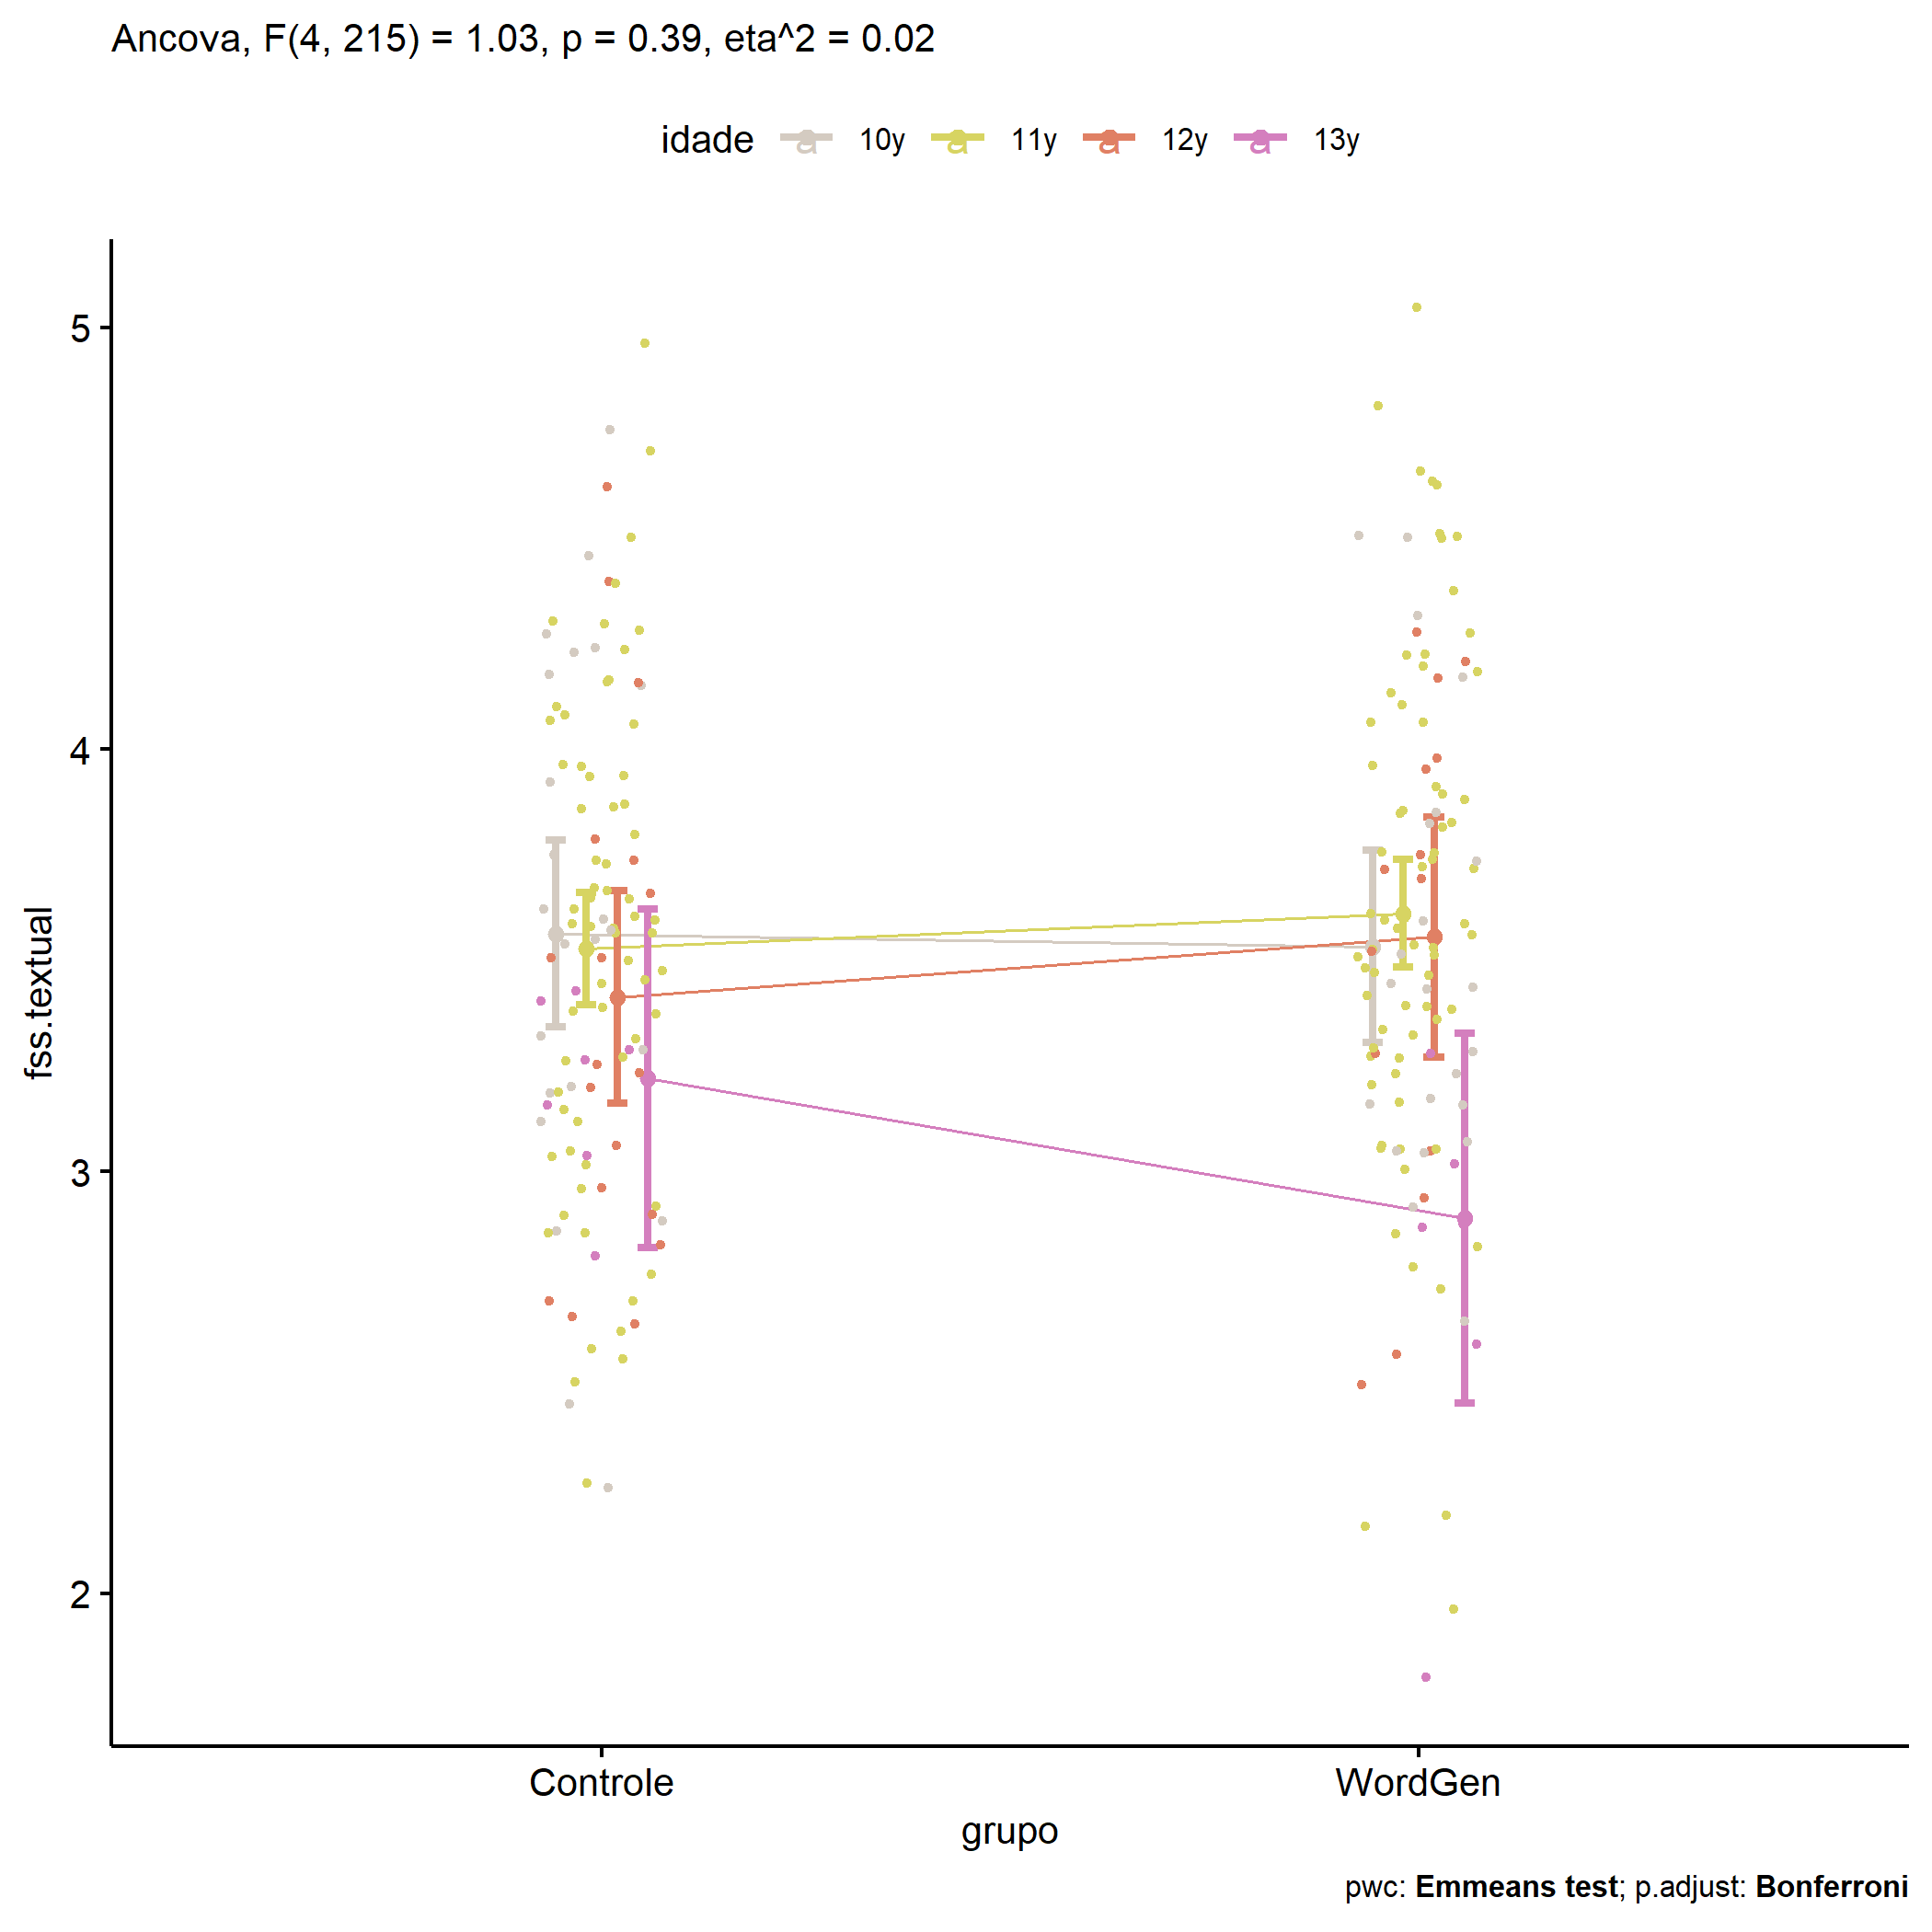 Ancova, F(4, 215) = 1.03, p = 0.39, eta^2 = 0.02
idade a 10y a 11y a 12y a 13y
5
4
3
2
fss.textual
Controle WordGen
grupo
pwc: Emmeans test; p.adjust: Bonferroni